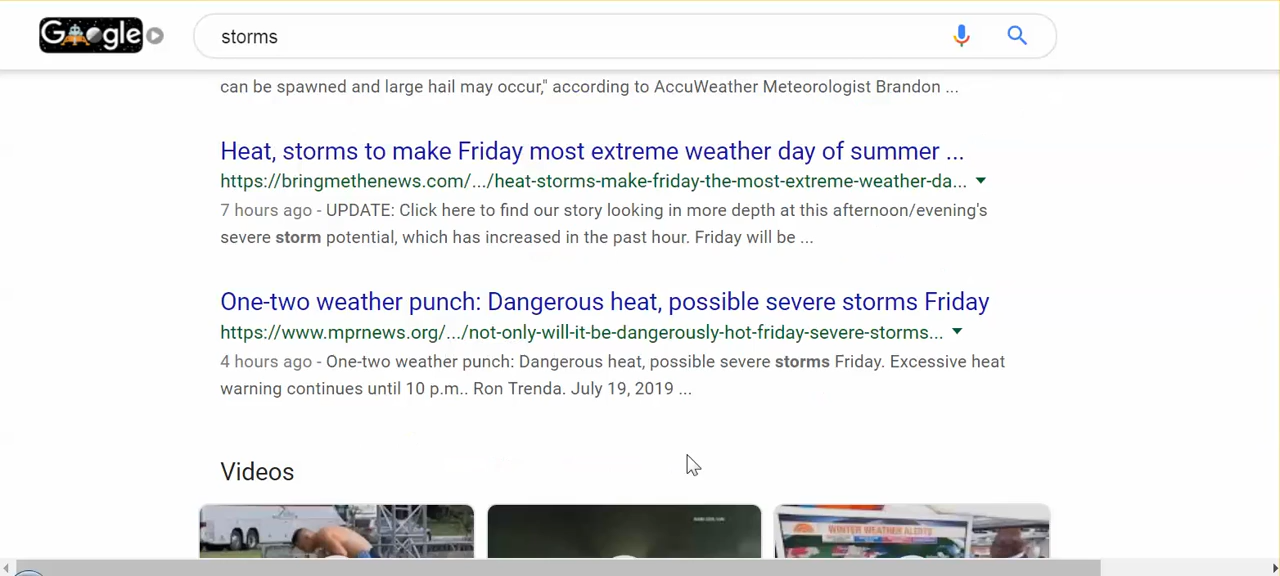 Google
storms
can be spawned and large hail may occur," according to AccuWeather Meteorologist Brandon ...
Heat, storms to make Friday most extreme weather day of summer ...
https://bringmethenews.com/.../heat-storms-make-friday-the-most-extreme-weather-da...
7 hours ago - UPDATE: Click here to find our story looking in more depth at this afternoon/evening's
severe storm potential, which has increased in the past hour. Friday will be ...
One-two weather punch: Dangerous heat, possible severe storms Friday
https://www.mprnews.org/.../not-only-will-it-be-dangerously-hot-friday-severe-storms...
4 hours ago - One-two weather punch: Dangerous heat, possible severe storms Friday. Excessive heat
warning continues until 10 p.m.. Ron Trenda. July 19, 2019 ...
Videos
WINTER WEATHER ALERTS